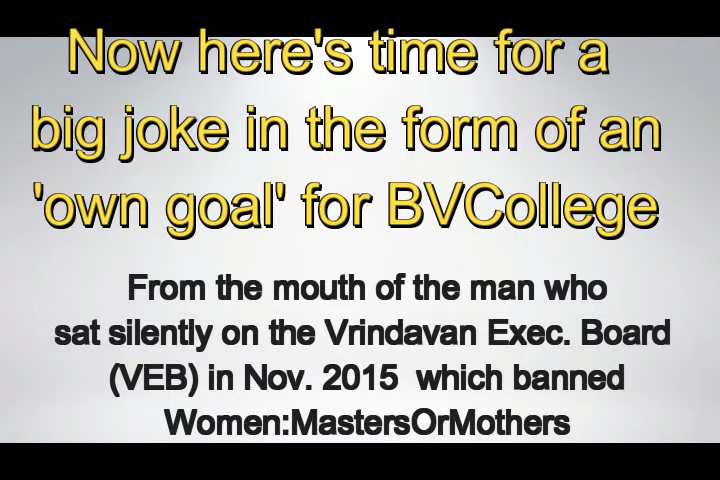 Now here's time for a
big joke in the form of an
'own goal' for BVCollege
From the mouth of the man who
sat silently on the Vrindavan Exec. Board
(VEB) in Nov. 2015  which banned
Women:MastersOrMothers